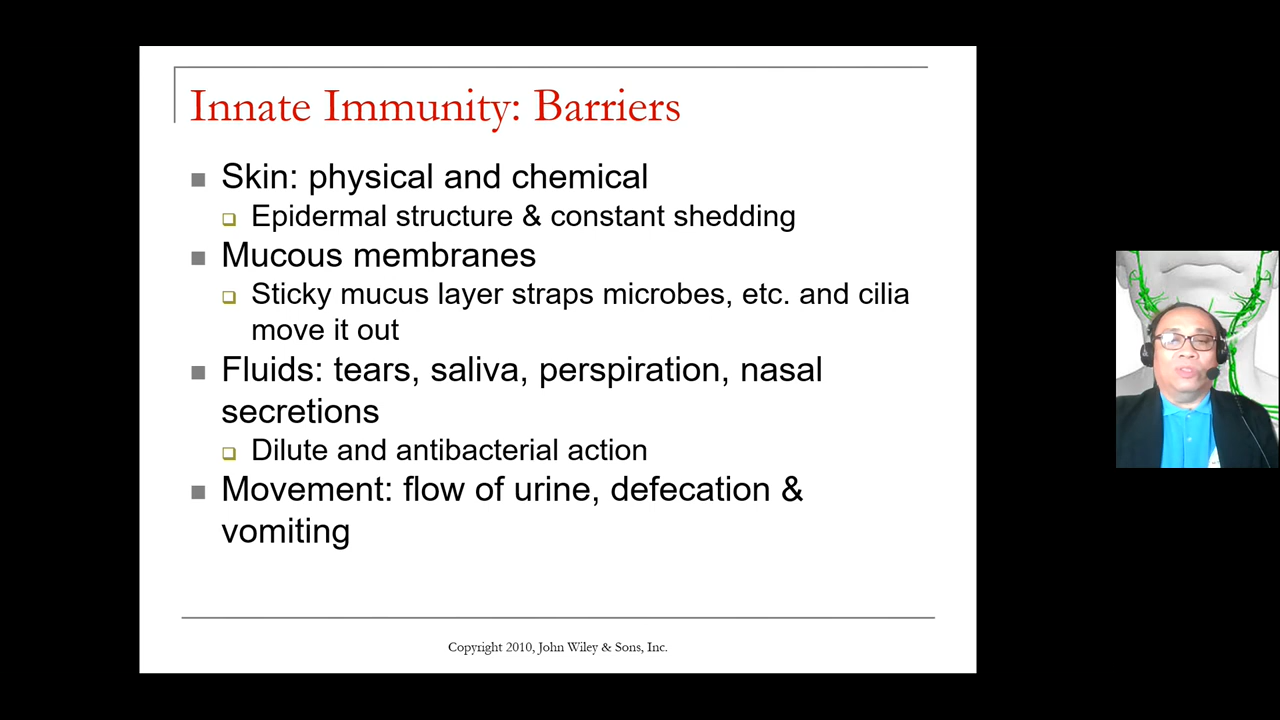 Innate Immunity: Barriers
Skin: physical and chemical
Epidermal structure & constant shedding
Mucous membranes
Sticky mucus layer straps microbes, etc. and cilia
move it out
Fluids: tears, saliva, perspiration, nasal
secretions
Dilute and antibacterial action
Movement: flow of urine, defecation &
vomiting
Copyright 2010, John Wiley & Sons, Inc.